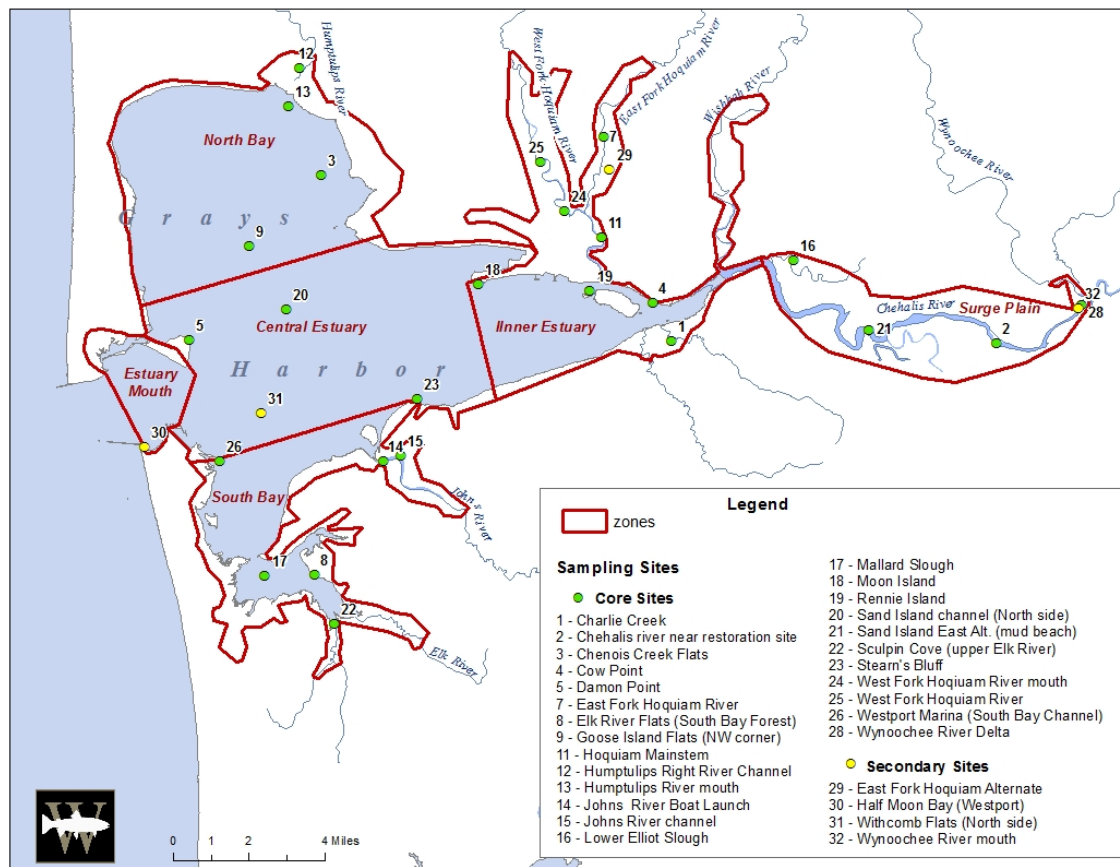 12
Humptulips River
13
North Bay
3
G r a y s
9
West Fork Hoquiam River
East Fork Hoquiam River
Wishkah River
Wynoochee River
7
25
29
24
11
16
18
19
4
20
Central Estuary
IInner Estuary
1
Chehalis River
Surge Plain
32
28
21
2
5
Estuary
Mouth
H a r b o r
23
31
30
26
14
15
South Bay
John's River
17
8
22
Elk River
W
0 2 4 Miles
Legend
zones
Sampling Sites
Core Sites
1 - Charlie Creek
2 - Chehalis river near restoration site
3 - Chenois Creek Flats
4 - Cow Point
5 - Damon Point
7 - East Fork Hoquiam River
8 - Elk River Flats (South Bay Forest)
9 - Goose Island Flats (NW corner)
11 - Hoquiam Mainstem
12 - Humptulips Right River Channel
13 - Humptulips River mouth
14 - Johns River Boat Launch
15 - Johns River channel
16 - Lower Elliot Slough
17 - Mallard Slough
18 - Moon Island
19 - Rennie Island
20 - Sand Island channel (North side)
21 - Sand Island East Alt. (mud beach)
22 - Sculpin Cove (upper Elk River)
23 - Stearn's Bluff
24 - West Fork Hoquiam River mouth
25 - West Fork Hoquiam River
26 - Westport Marina (South Bay Channel)
28 - Wynoochee River Delta
Secondary Sites
29 - East Fork Hoquiam Alternate
30 - Half Moon Bay (Westport)
31 - Withcomb Flats (North side)
32 - Wynoochee River mouth